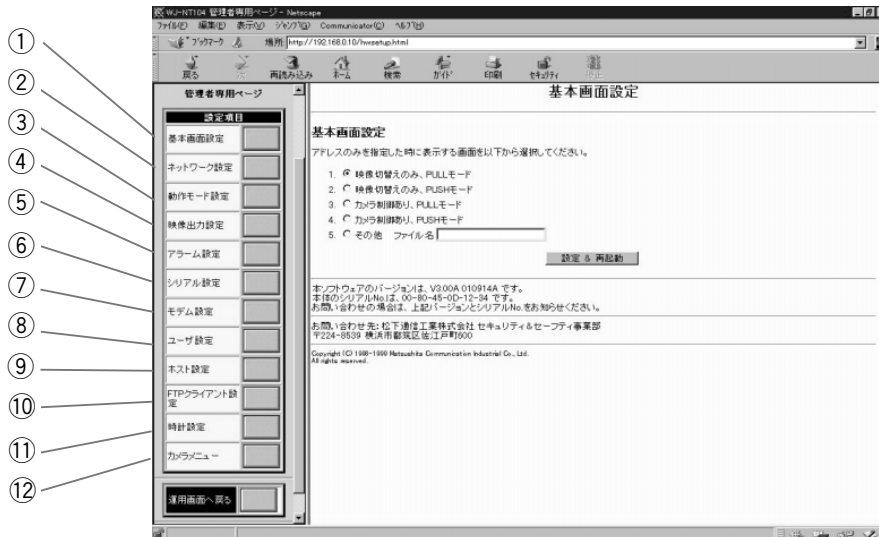 WJ-NT104 管理者専用ページ - Netscape
ファイル(F) 編集(E) 表示(V) ジャンプ(G) Communicator(C) ヘルプ(H)
ブックマーク 場所: http://192.168.0.10/hwsetup.html
戻る 次 再読み込み ホーム 検索 ガイド 印刷 セキュリティ 停止
管理者専用ページ
設定項目
① 基本画面設定
② ネットワーク設定
③ 動作モード設定
④ 映像出力設定
⑤ アラーム設定
⑥ シリアル設定
⑦ モデム設定
⑧ ユーザ設定
⑨ ホスト設定
⑩ FTPクライアント設定
⑪ 時計設定
⑫ カメラメニュー
運用画面へ戻る
基本画面設定
基本画面設定
アドレスのみを指定した時に表示する画面を以下から選択してください。
1. 映像切替えのみ、PULLモード
2. 映像切替えのみ、PUSHモード
3. カメラ制御あり、PULLモード
4. カメラ制御あり、PUSHモード
5. その他 ファイル名
設定 & 再起動
本ソフトウェアのバージョンは、V3.00A 010914A です。
本体のシリアルNo.は、00-80-45-0D-12-34 です。
お問い合わせの場合は、上記バージョンとシリアルNo.をお知らせください。
お問い合わせ先: 松下通信工業株式会社 セキュリティ&セーフティ事業部
〒224-8539 横浜市都筑区佐江戸町600
Copyright (C) 1998-1999 Matsushita Communication Industrial Co., Ltd.
All rights reserved.